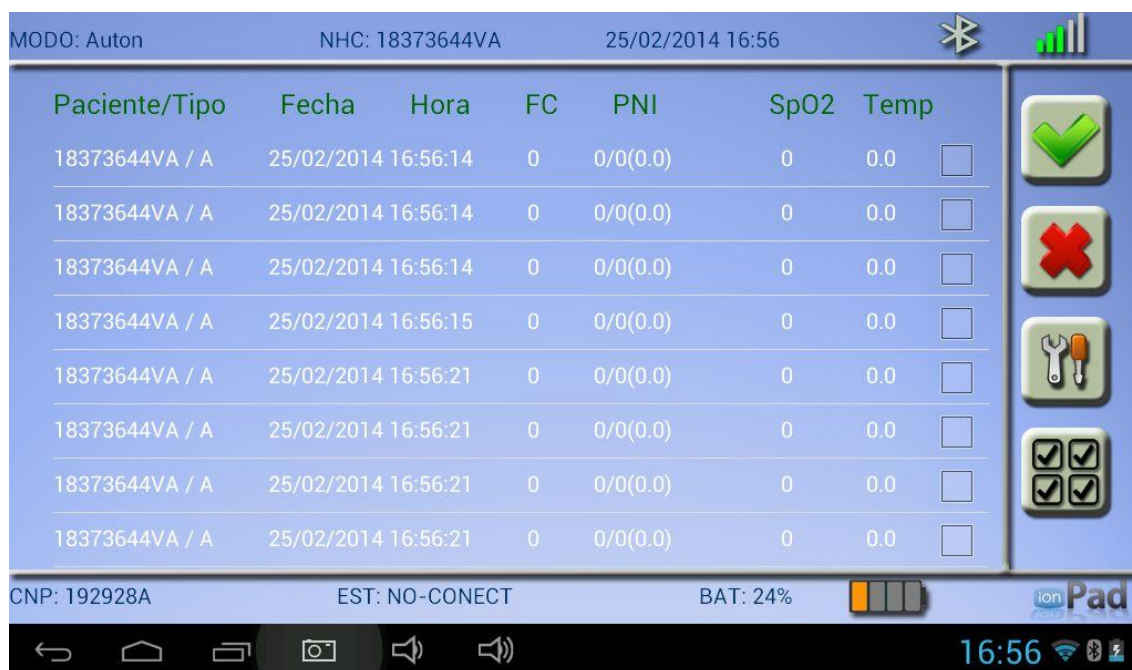 MODO: Auton NHC: 18373644VA 25/02/2014 16:56
Paciente/Tipo Fecha Hora FC PNI SpO2 Temp
18373644VA / A 25/02/2014 16:56:14 0 0/0(0.0) 0 0.0
18373644VA / A 25/02/2014 16:56:14 0 0/0(0.0) 0 0.0
18373644VA / A 25/02/2014 16:56:14 0 0/0(0.0) 0 0.0
18373644VA / A 25/02/2014 16:56:15 0 0/0(0.0) 0 0.0
18373644VA / A 25/02/2014 16:56:21 0 0/0(0.0) 0 0.0
18373644VA / A 25/02/2014 16:56:21 0 0/0(0.0) 0 0.0
18373644VA / A 25/02/2014 16:56:21 0 0/0(0.0) 0 0.0
18373644VA / A 25/02/2014 16:56:21 0 0/0(0.0) 0 0.0
CNP: 192928A EST: NO-CONECT BAT: 24% ion Pad
16:56